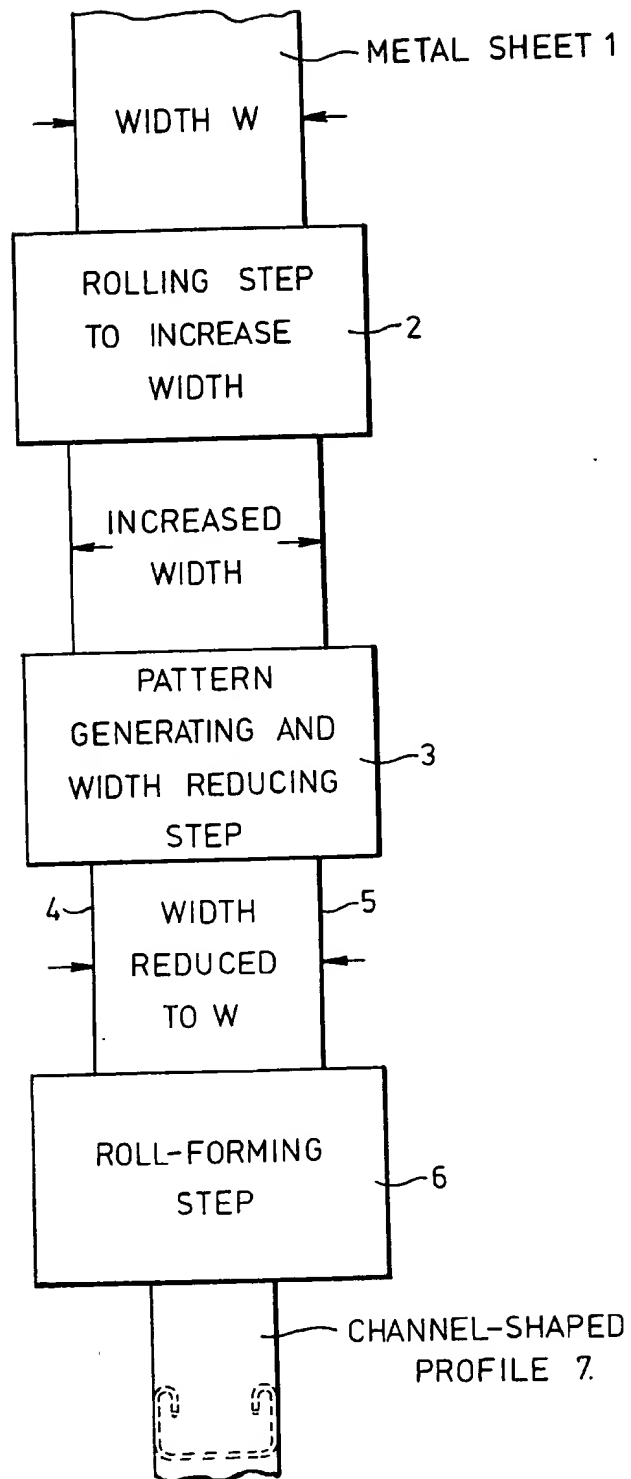 METAL SHEET 1
WIDTH W
ROLLING STEP
TO INCREASE
WIDTH
2
INCREASED
WIDTH
PATTERN
GENERATING AND
WIDTH REDUCING
STEP
3
4
WIDTH
5
REDUCED
TO W
ROLL-FORMING
STEP
6
CHANNEL-SHAPED
PROFILE 7.